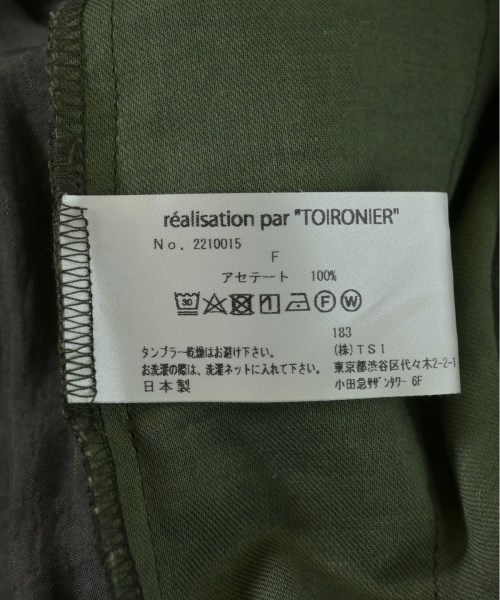 réalisation par "TOIRONIER"
No. 2210015
F
アセテート 100%
30 F W
183
タンブラー乾燥はお避け下さい。 (株)TSI
お洗濯の際は、洗濯ネットに入れて下さい。 東京都渋谷区代々木2-2-1
日本製 小田急ｻｻﾞﾝﾀﾜｰ 6F